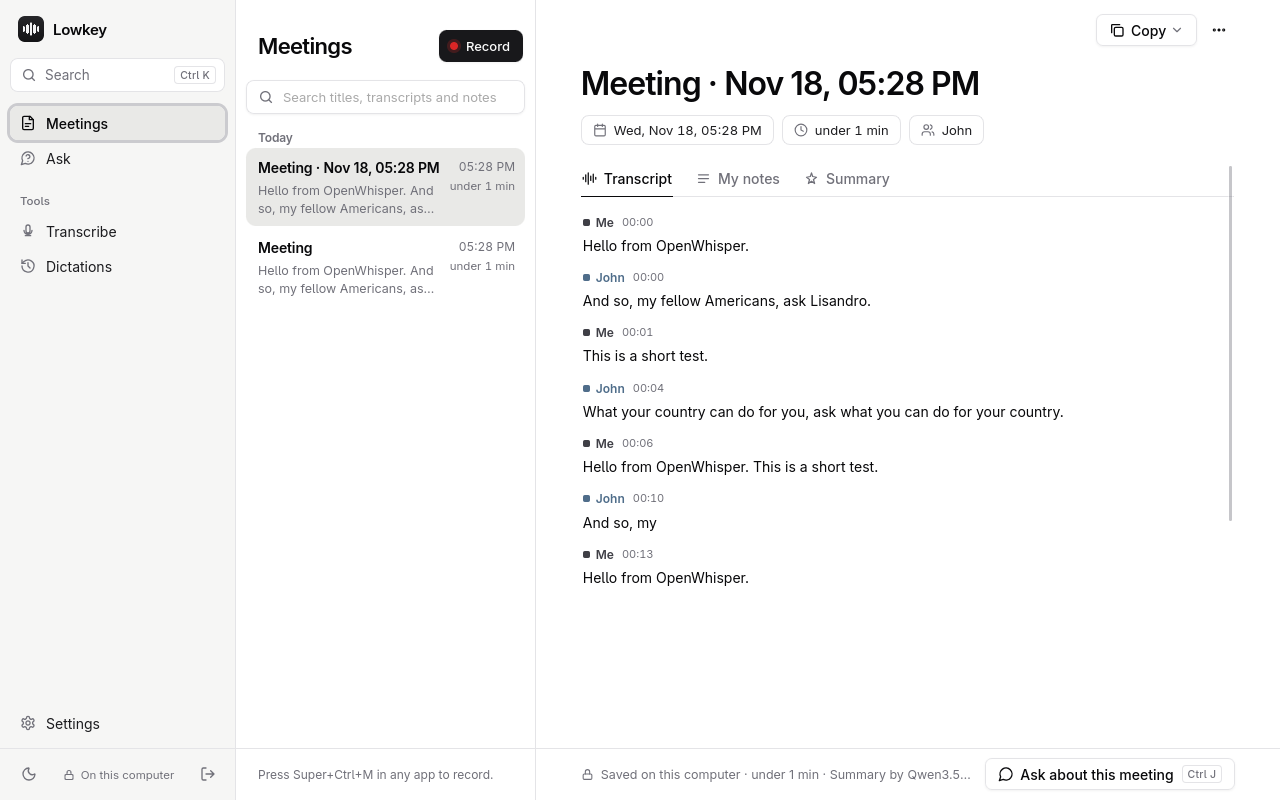 Lowkey
Search
Ctrl K
Meetings
Ask
Tools
Transcribe
Dictations
Settings
On this computer
Meetings
Record
Search titles, transcripts and notes
Today
Meeting · Nov 18, 05:28 PM
05:28 PM
Hello from OpenWhisper. And
under 1 min
so, my fellow Americans, as...
Meeting
05:28 PM
Hello from OpenWhisper. And
under 1 min
so, my fellow Americans, as...
Press Super+Ctrl+M in any app to record.
Copy
Meeting · Nov 18, 05:28 PM
Wed, Nov 18, 05:28 PM
under 1 min
John
Transcript
My notes
Summary
Me 00:00
Hello from OpenWhisper.
John 00:00
And so, my fellow Americans, ask Lisandro.
Me 00:01
This is a short test.
John 00:04
What your country can do for you, ask what you can do for your country.
Me 00:06
Hello from OpenWhisper. This is a short test.
John 00:10
And so, my
Me 00:13
Hello from OpenWhisper.
Saved on this computer · under 1 min · Summary by Qwen3.5...
Ask about this meeting
Ctrl J